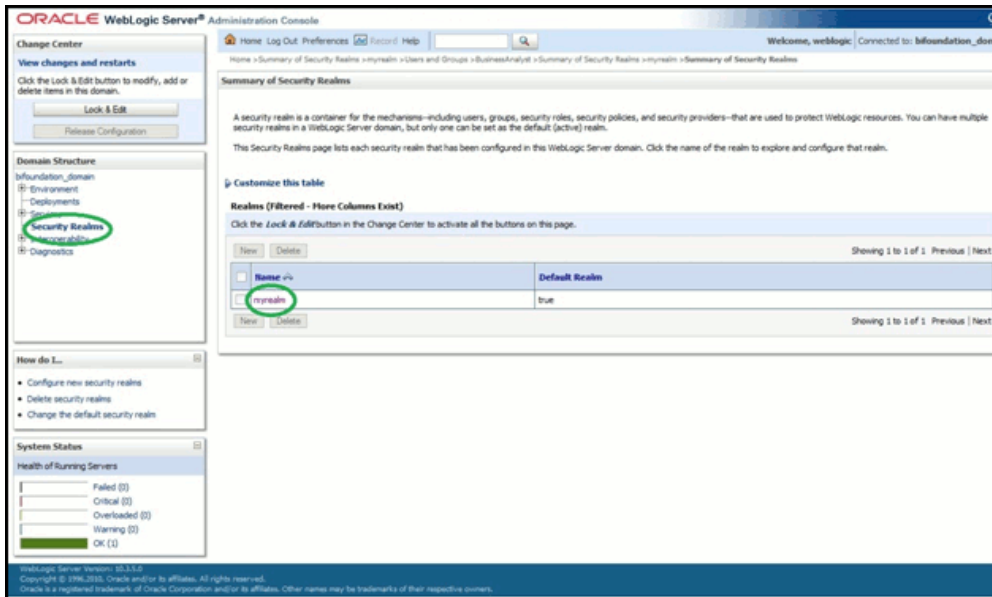 ORACLE WebLogic Server® Administration Console
Change Center
View changes and restarts
Click the Lock & Edit button to modify, add or
delete items in this domain.
Lock & Edit
Release Configuration
Domain Structure
bifoundation_domain
Environment
Deployments
Services
Security Realms
Interoperability
Diagnostics
How do I...
Configure new security realms
Delete security realms
Change the default security realm
System Status
Health of Running Servers
Failed (0)
Critical (0)
Overloaded (0)
Warning (0)
OK (1)
Home Log Out Preferences Record Help
Welcome, weblogic Connected to: bifoundation_dom
Home >Summary of Security Realms >myrealm >Users and Groups >BusinessAnalyst >Summary of Security Realms >myrealm >Summary of Security Realms
Summary of Security Realms
A security realm is a container for the mechanisms--including users, groups, security roles, security policies, and security providers--that are used to protect WebLogic resources. You can have multiple
security realms in a WebLogic Server domain, but only one can be set as the default (active) realm.
This Security Realms page lists each security realm that has been configured in this WebLogic Server domain. Click the name of the realm to explore and configure that realm.
Customize this table
Realms (Filtered - More Columns Exist)
Click the Lock & Edit button in the Change Center to activate all the buttons on this page.
New Delete
Showing 1 to 1 of 1 Previous | Next
Name Default Realm
myrealm true
New Delete
Showing 1 to 1 of 1 Previous | Next
WebLogic Server Version: 10.3.5.0
Copyright © 1996,2010, Oracle and/or its affiliates. All rights reserved.
Oracle is a registered trademark of Oracle Corporation and/or its affiliates. Other names may be trademarks of their respective owners.